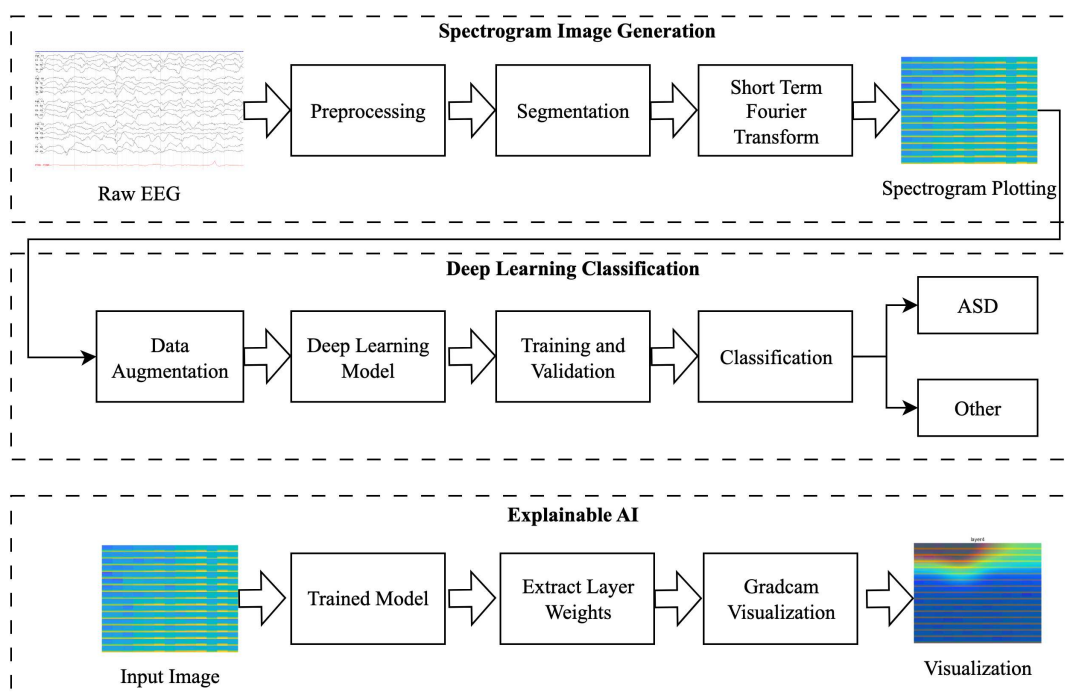 Spectrogram Image Generation
Preprocessing
Segmentation
Short Term
Fourier
Transform
Raw EEG
Spectrogram Plotting
Deep Learning Classification
Data
Augmentation
Deep Learning
Model
Training and
Validation
Classification
ASD
Other
Explainable AI
layer4
Trained Model
Extract Layer
Weights
Gradcam
Visualization
Input Image
Visualization